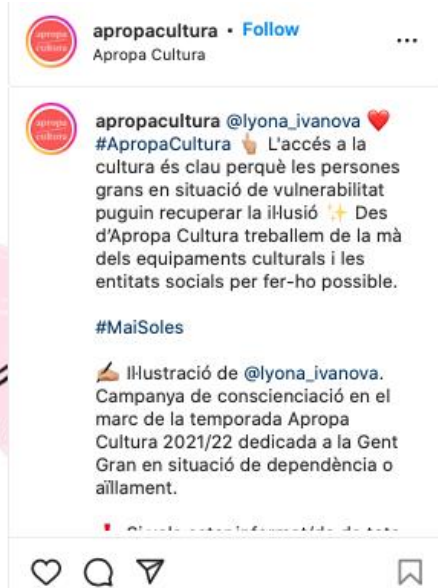 apropa
cultura
apropacultura • Follow
Apropa Cultura
apropa
cultura
apropacultura @lyona_ivanova ❤️
#ApropaCultura 👆🏼 L'accés a la
cultura és clau perquè les persones
grans en situació de vulnerabilitat
puguin recuperar la il·lusió ✨ Des
d'Apropa Cultura treballem de la mà
dels equipaments culturals i les
entitats socials per fer-ho possible.
#MaiSoles
✍🏼 Il·lustració de @lyona_ivanova.
Campanya de conscienciació en el
marc de la temporada Apropa
Cultura 2021/22 dedicada a la Gent
Gran en situació de dependència o
aïllament.